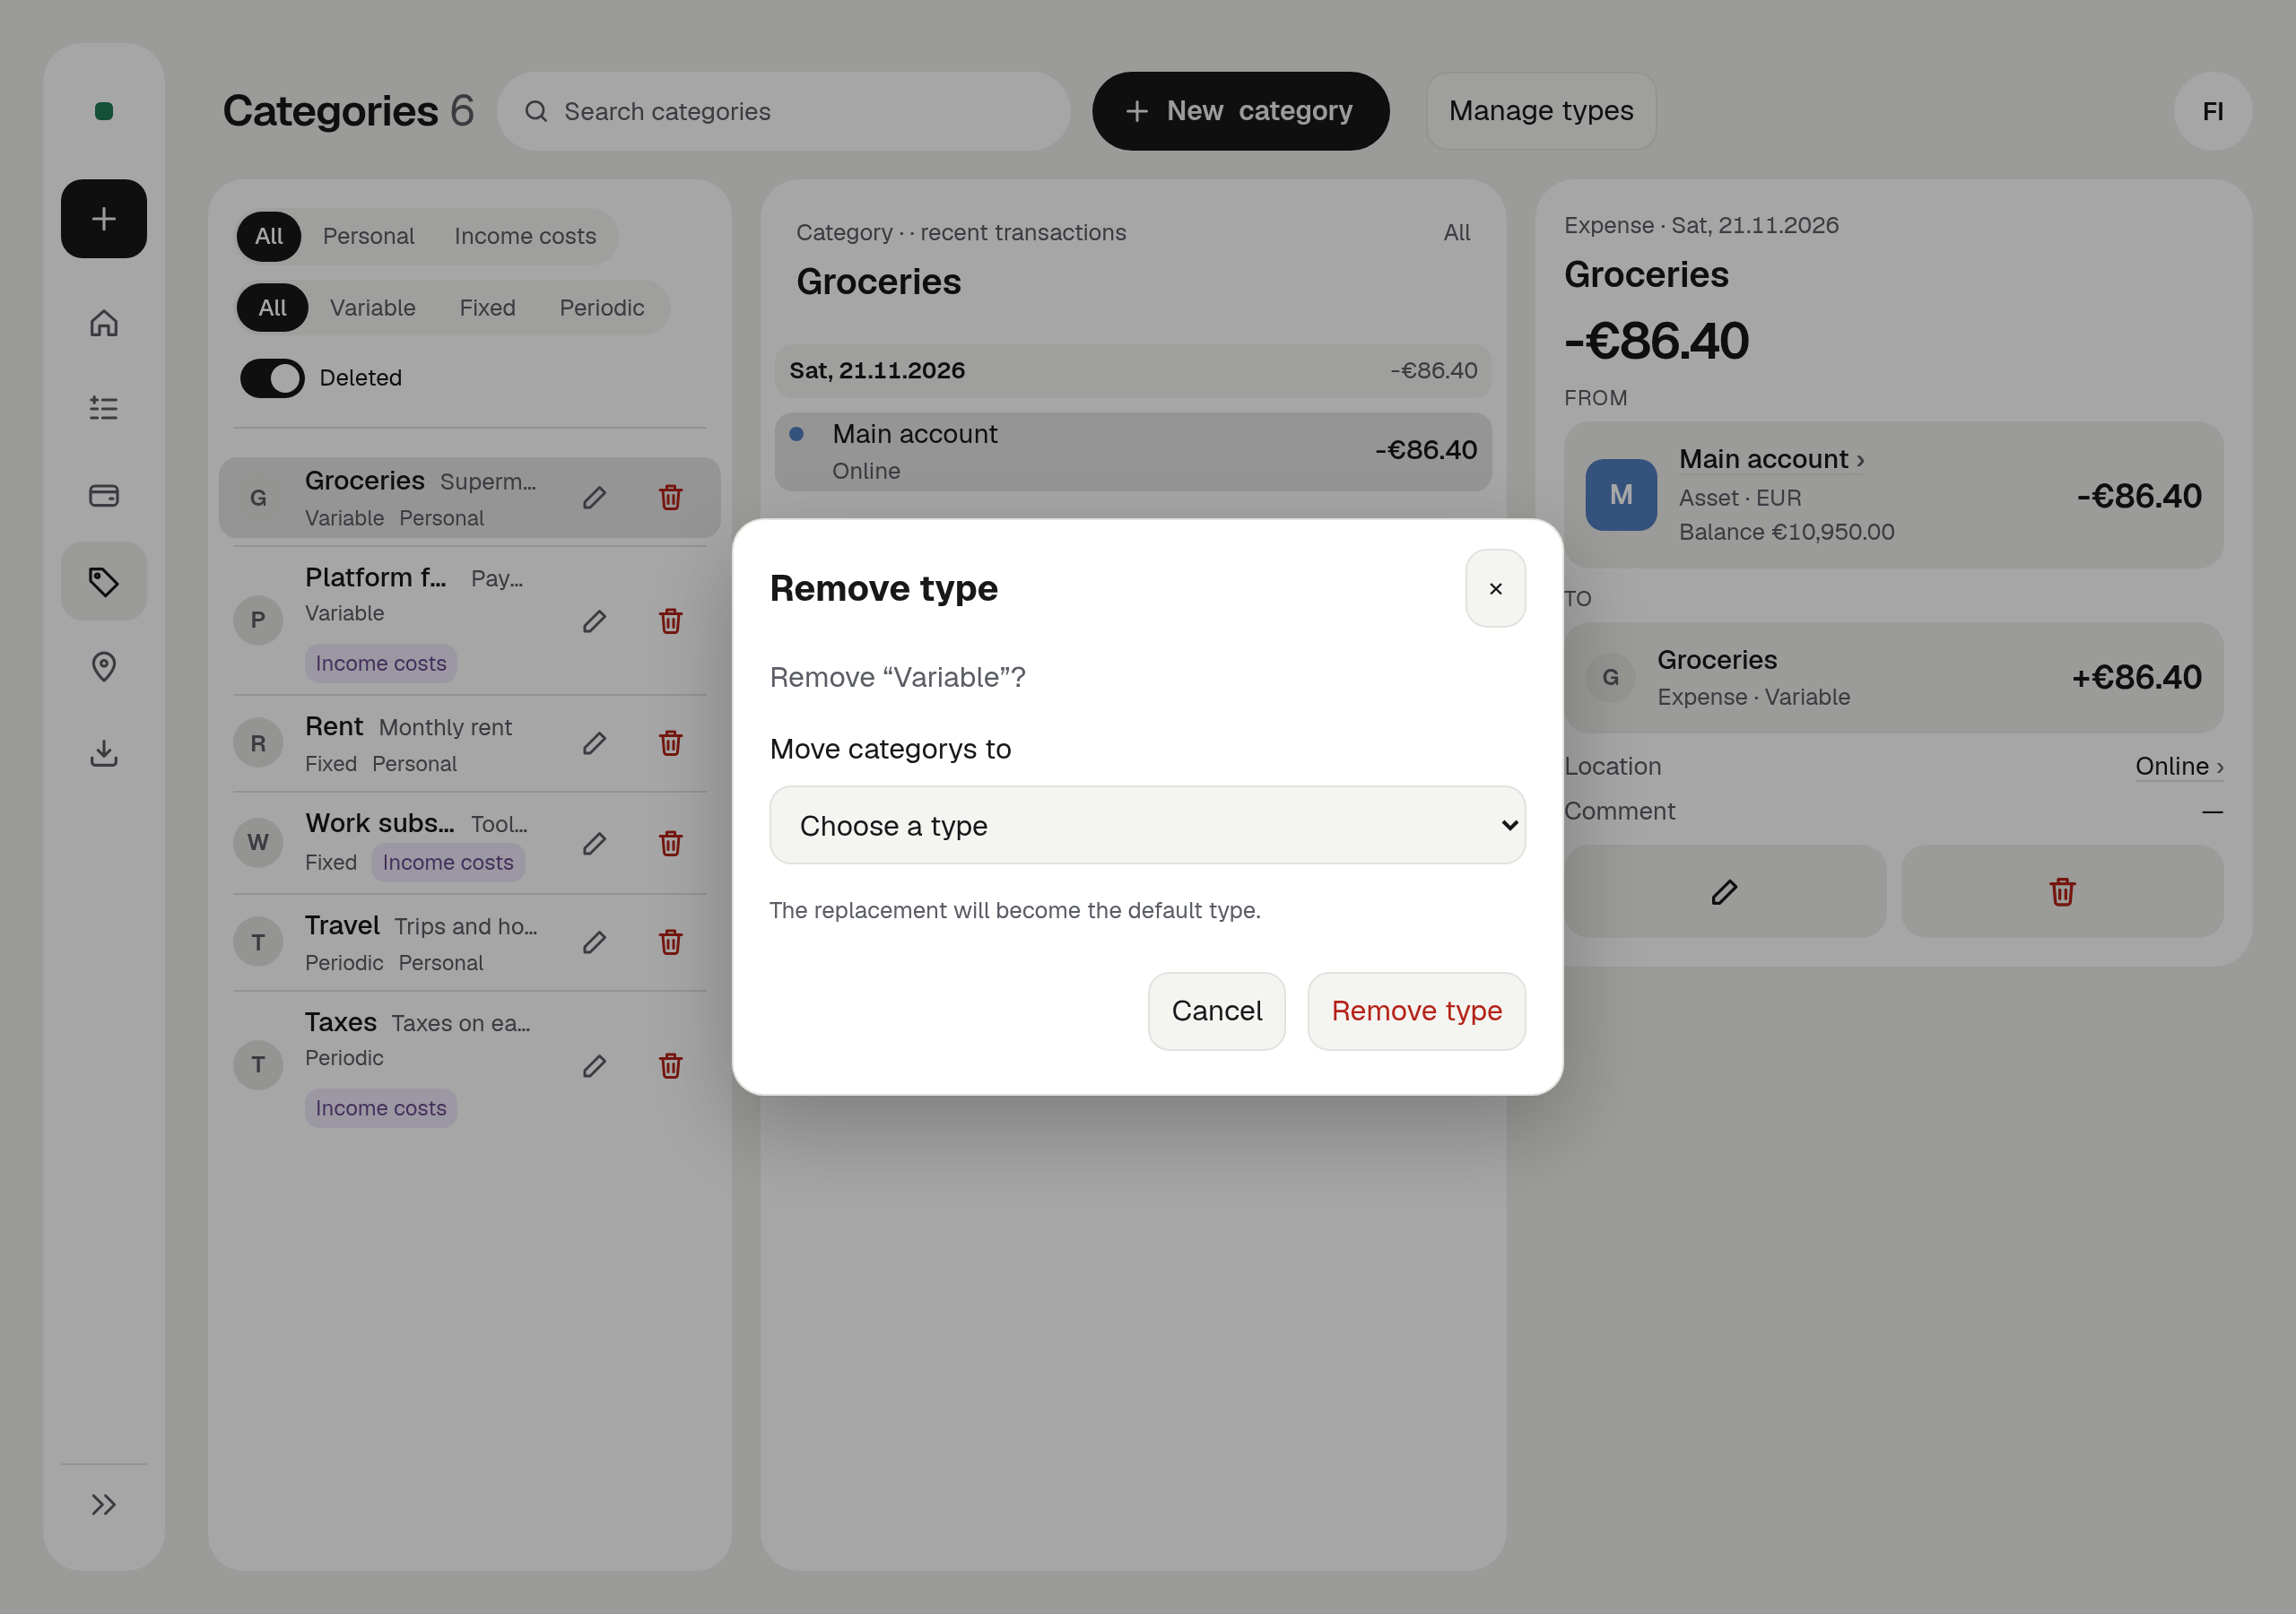 Categories 6
Search categories
New category
Manage types
FI
All Personal Income costs
All Variable Fixed Periodic
Deleted
G
Groceries Superm...
Variable Personal
P
Platform f... Pay...
Variable
Income costs
R
Rent Monthly rent
Fixed Personal
W
Work subs... Tool...
Fixed Income costs
T
Travel Trips and ho...
Periodic Personal
T
Taxes Taxes on ea...
Periodic
Income costs
Category · · recent transactions All
Groceries
Sat, 21.11.2026 -€86.40
Main account
Online
-€86.40
Expense · Sat, 21.11.2026
Groceries
-€86.40
FROM
M
Main account ›
Asset · EUR
Balance €10,950.00
-€86.40
TO
G
Groceries
Expense · Variable
+€86.40
Location Online ›
Comment —
Remove type ×
Remove “Variable”?
Move categorys to
Choose a type
The replacement will become the default type.
Cancel Remove type